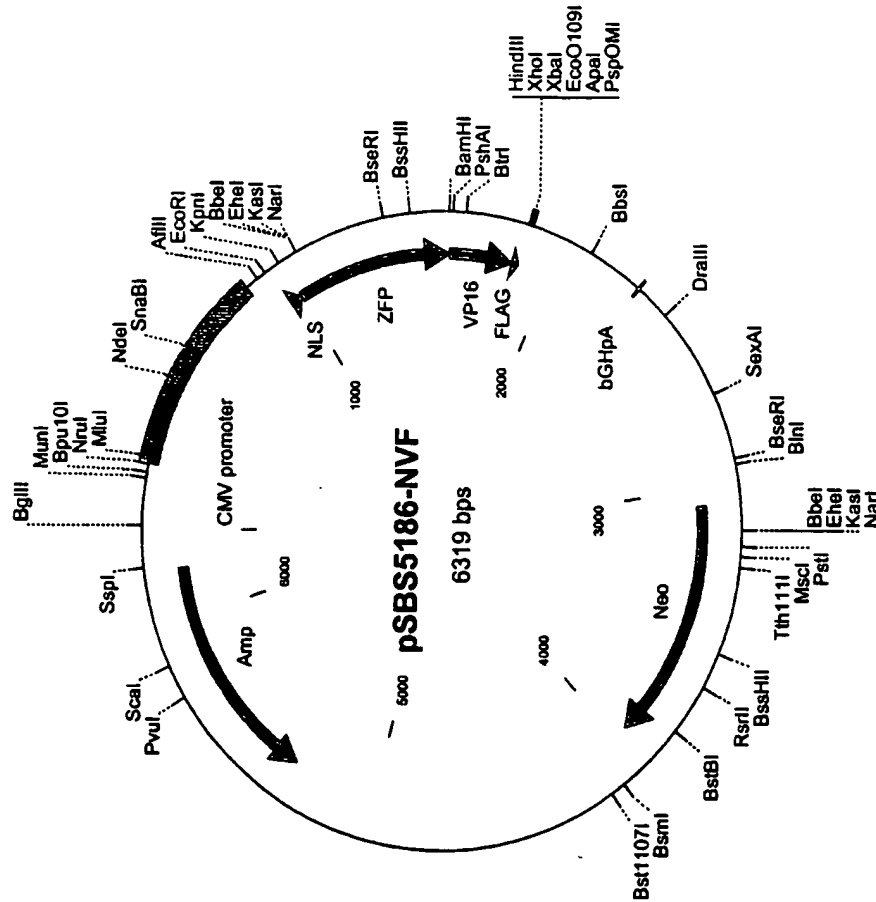 BglII
MunI
Bpu10I
NruI
MluI
NdeI
SnaBI
AflII
EcoRI
KpnI
BbeI
EheI
KasI
NarI
BseRI
BssHII
BamHI
PshAI
BtrI
HindIII
XhoI
XbaI
EcoO109I
ApaI
PspOMI
BbsI
DraIII
SexAI
BseRI
BlnI
BbeI
EheI
KasI
NarI
PstI
MscI
Tth111I
BssHII
RsrII
BstBI
BsmI
Bst1107I
PvuI
ScaI
SspI
CMV promoter
NLS
ZFP
VP16
FLAG
bGHpA
Neo
Amp
1000
2000
3000
4000
5000
6000
pSBS5186-NVF
6319 bps